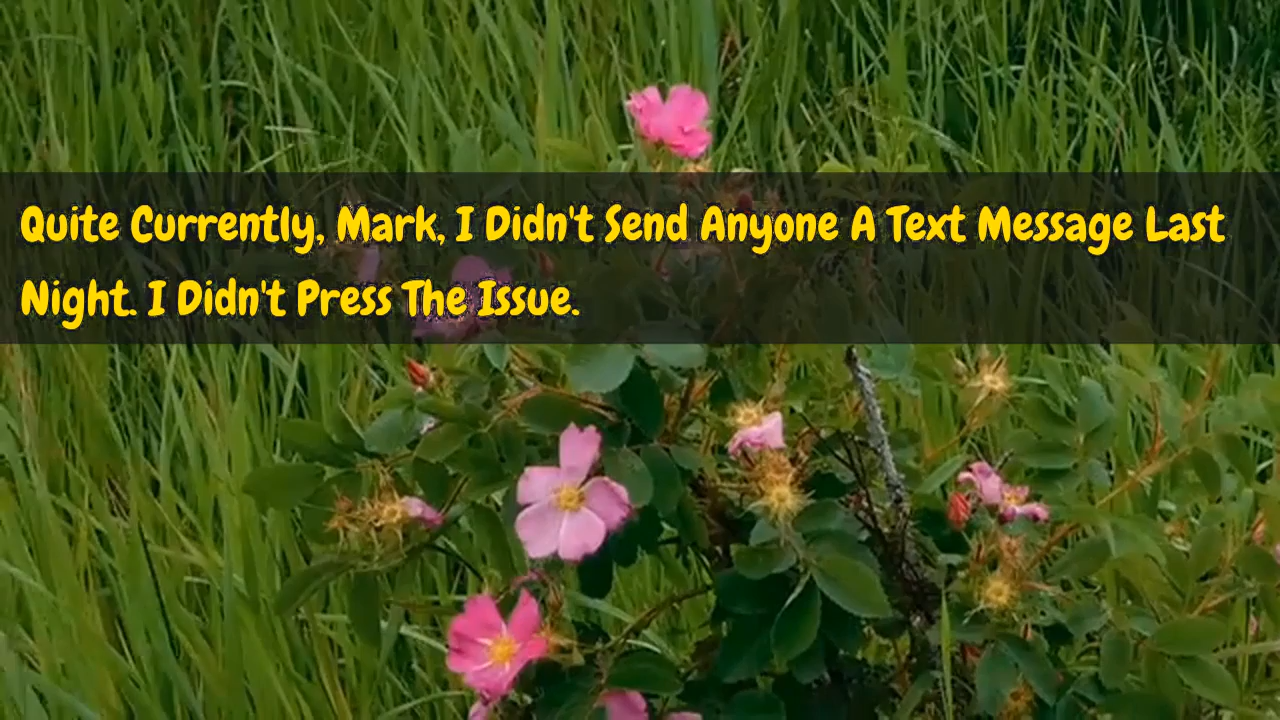 Quite Currently, Mark, I Didn't Send Anyone A Text Message Last
Night. I Didn't Press The Issue.